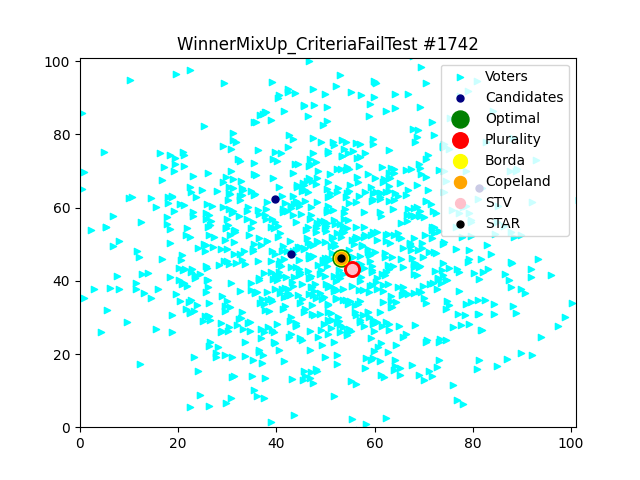 WinnerMixUp_CriteriaFailTest #1742
100
80
60
40
20
0
0 20 40 60 80 100
Voters
Candidates
Optimal
Plurality
Borda
Copeland
STV
STAR